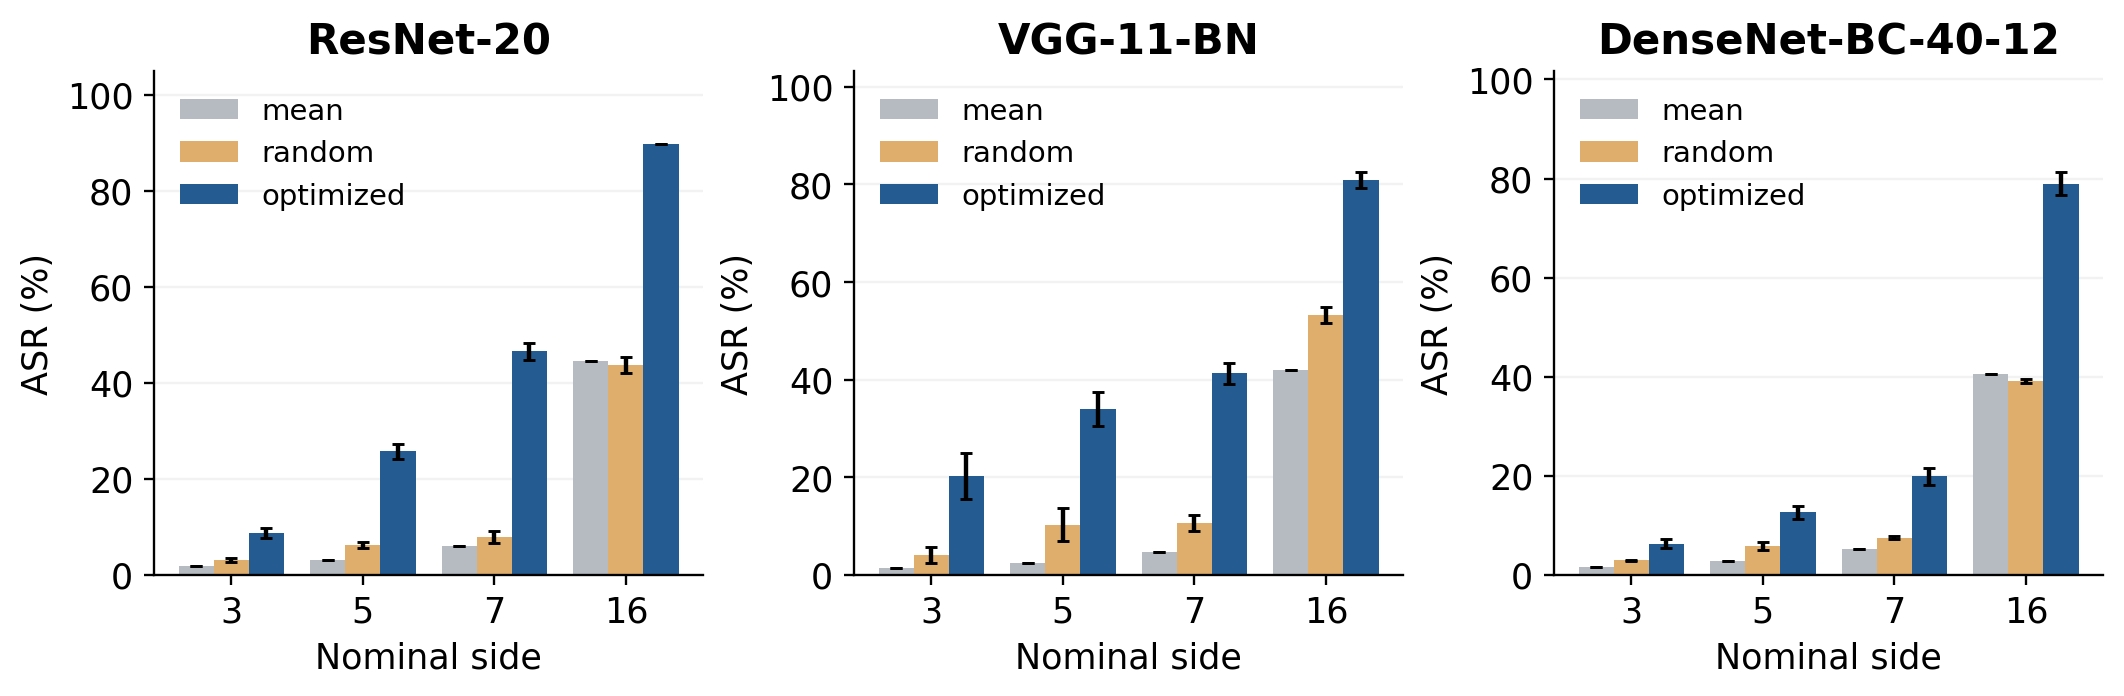 ResNet-20
100
80
60
40
20
0
ASR (%)
mean
random
optimized
3 5 7 16
Nominal side
VGG-11-BN
100
80
60
40
20
0
ASR (%)
mean
random
optimized
3 5 7 16
Nominal side
DenseNet-BC-40-12
100
80
60
40
20
0
ASR (%)
mean
random
optimized
3 5 7 16
Nominal side